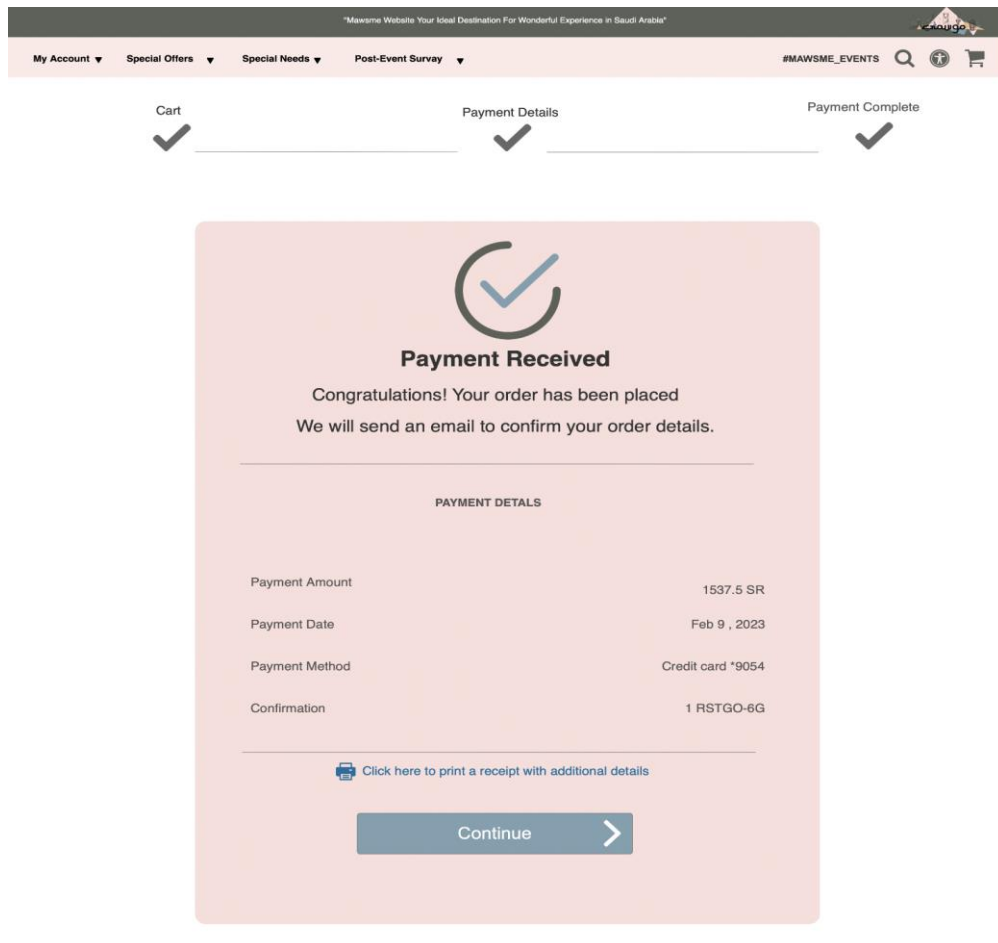 "Mawsme Website Your Ideal Destination For Wonderful Experience in Saudi Arabia"
My Account Special Offers Special Needs Post-Event Survay #MAWSME_EVENTS
Cart Payment Details Payment Complete
Payment Received
Congratulations! Your order has been placed
We will send an email to confirm your order details.
PAYMENT DETALS
Payment Amount 1537.5 SR
Payment Date Feb 9 , 2023
Payment Method Credit card *9054
Confirmation 1 RSTGO-6G
Click here to print a receipt with additional details
Continue